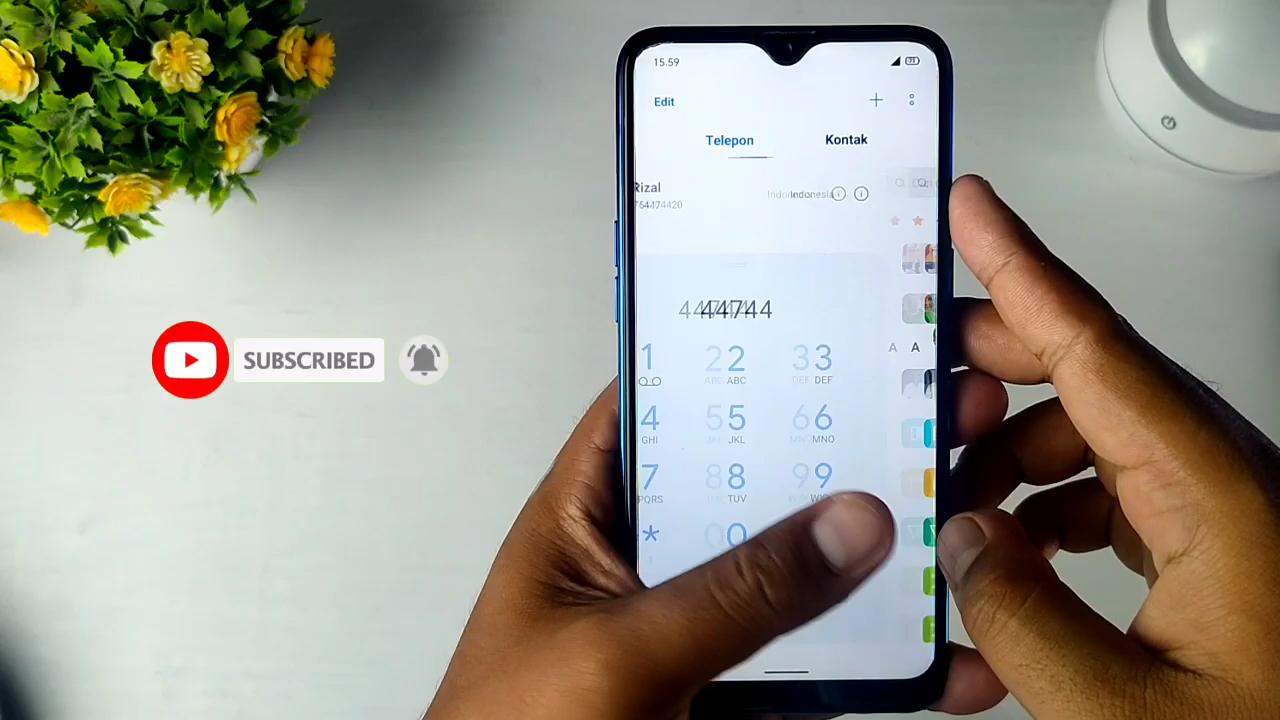 15.59
Edit
Telepon Kontak
Rizal
Indonesia
754474420
44744
1 2 3
ABC DEF
4 5 6
GHI JKL MNO
7 8 9
PQRS TUV
* 0
A
SUBSCRIBED